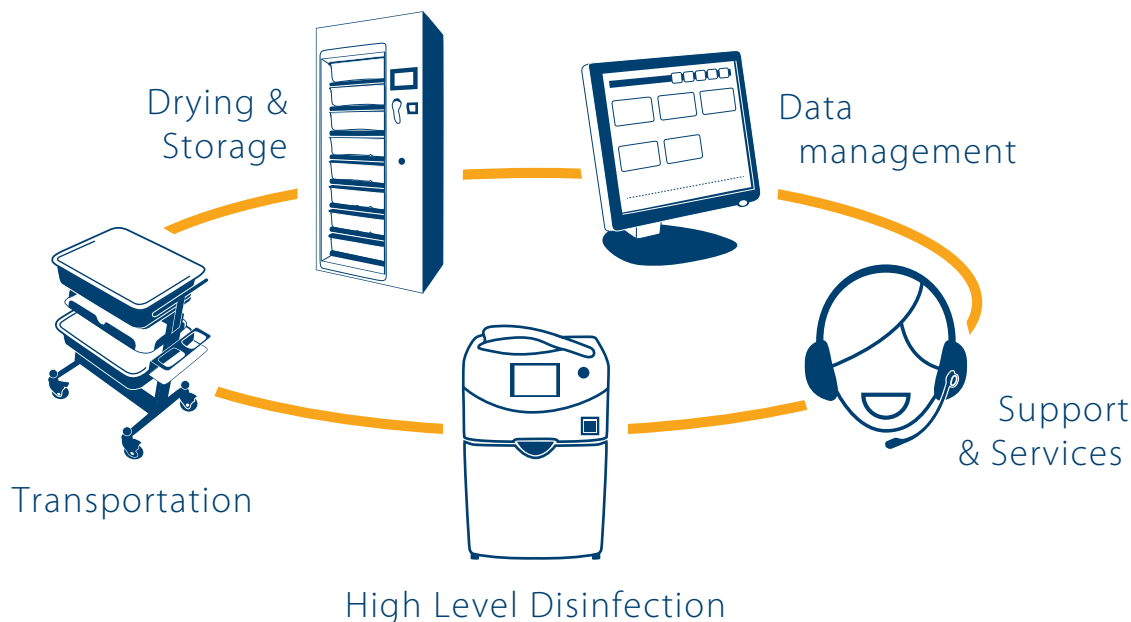 Drying &
Storage
Data
management
Support
& Services
Transportation
High Level Disinfection